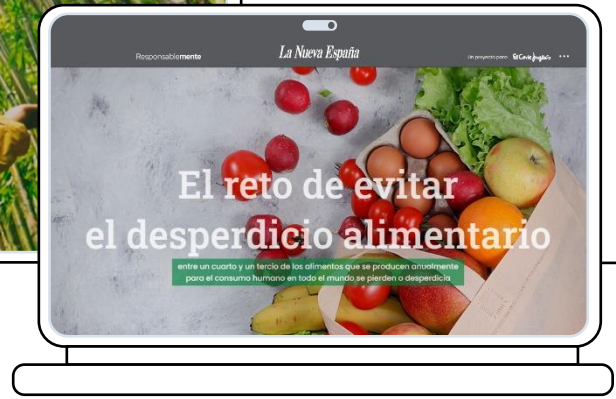 Responsablemente
La Nueva España
Un proyecto para El Corte Inglés
El reto de evitar
el desperdicio alimentario
entre un cuarto y un tercio de los alimentos que se producen anualmente
para el consumo humano en todo el mundo se pierden o desperdicia